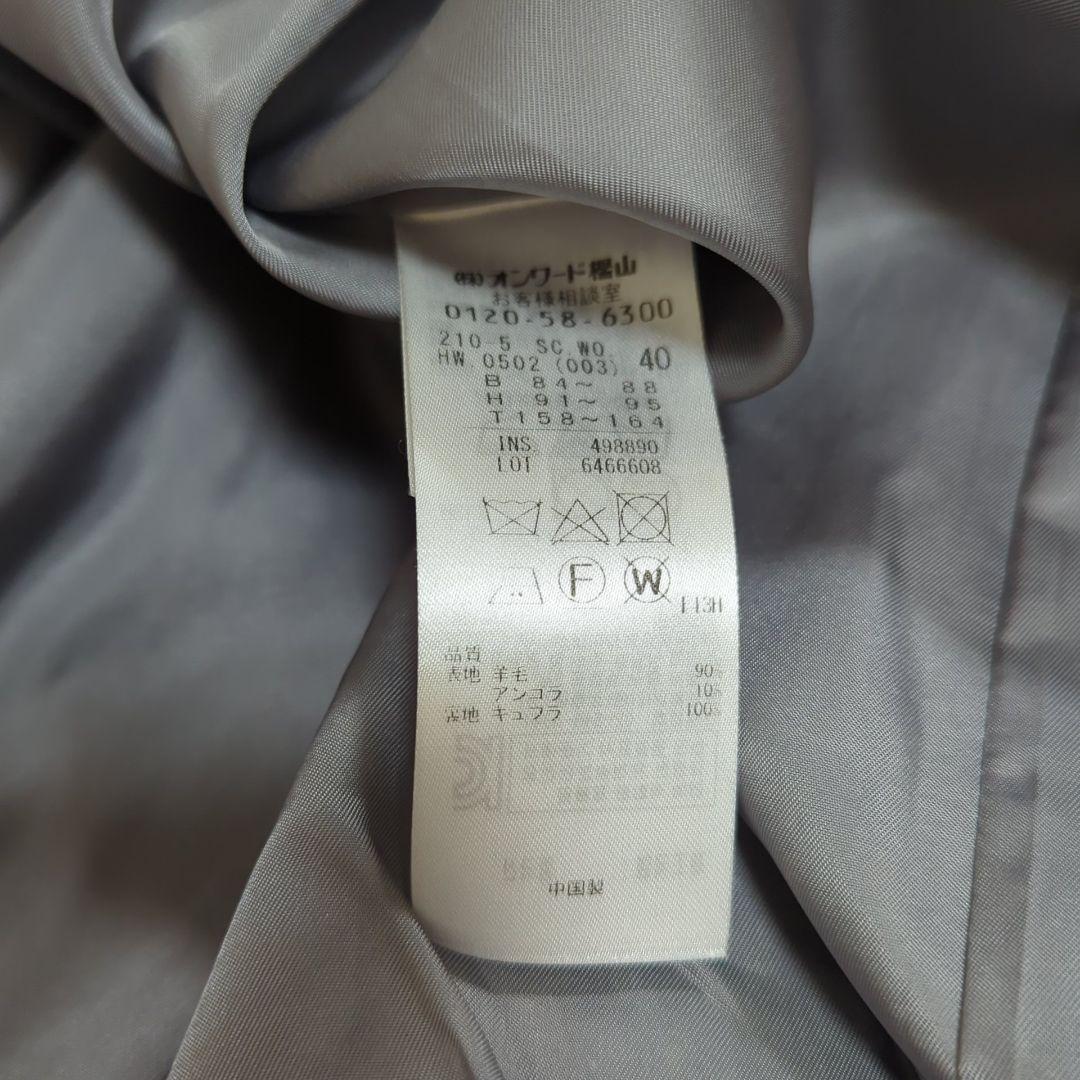 (株)オンワード樫山
お客様相談室
0120-58-6300
210-5 SC.WO.
HW 0502 (003) 40
B 84~ 88
H 91~ 95
T158~164
INS. 498890
LOT 6466608
F
W
品質
表地 羊毛 90%
アンゴラ 10%
裏地 キュプラ 100%
中国製